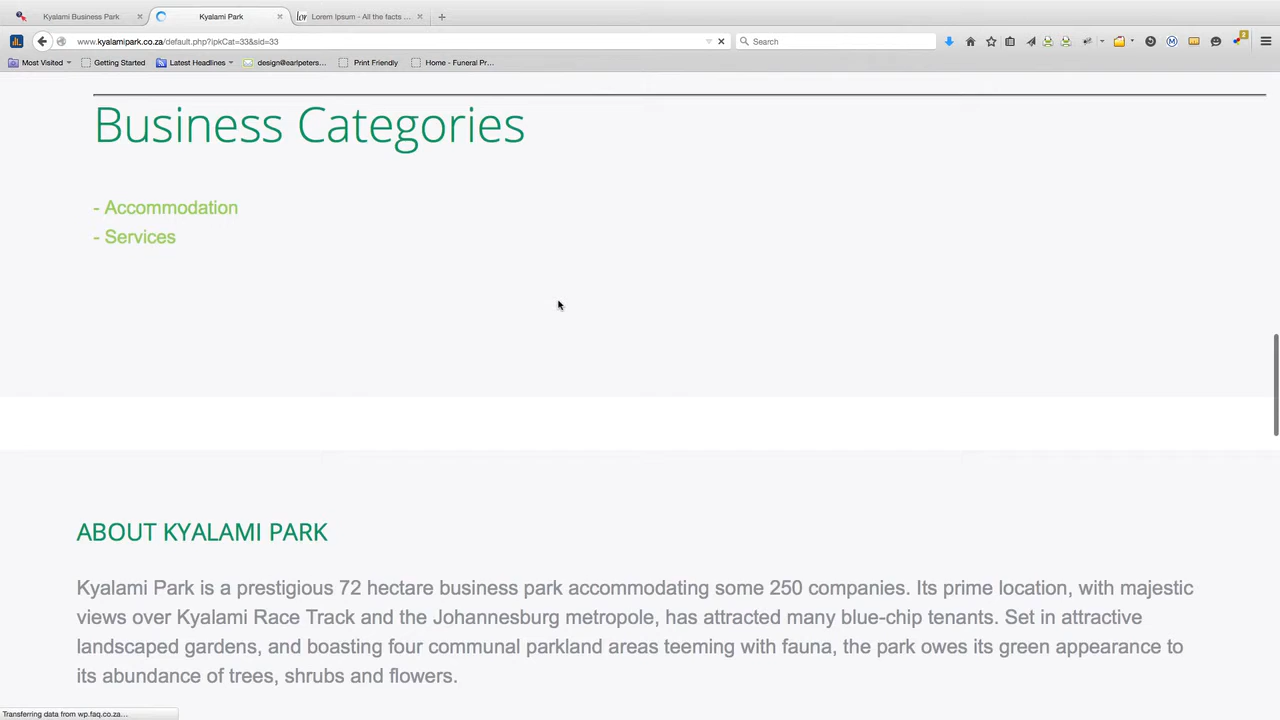 Kyalami Business Park
Kyalami Park
Lorem Ipsum - All the facts ...
www.kyalamipark.co.za/default.php?ipkCat=33&sid=33
Search
Most Visited
Getting Started
Latest Headlines
design@earlpeters...
Print Friendly
Home - Funeral Pr...
Business Categories
- Accommodation
- Services
ABOUT KYALAMI PARK
Kyalami Park is a prestigious 72 hectare business park accommodating some 250 companies. Its prime location, with majestic
views over Kyalami Race Track and the Johannesburg metropole, has attracted many blue-chip tenants. Set in attractive
landscaped gardens, and boasting four communal parkland areas teeming with fauna, the park owes its green appearance to
its abundance of trees, shrubs and flowers.
Transferring data from wp.faq.co.za...